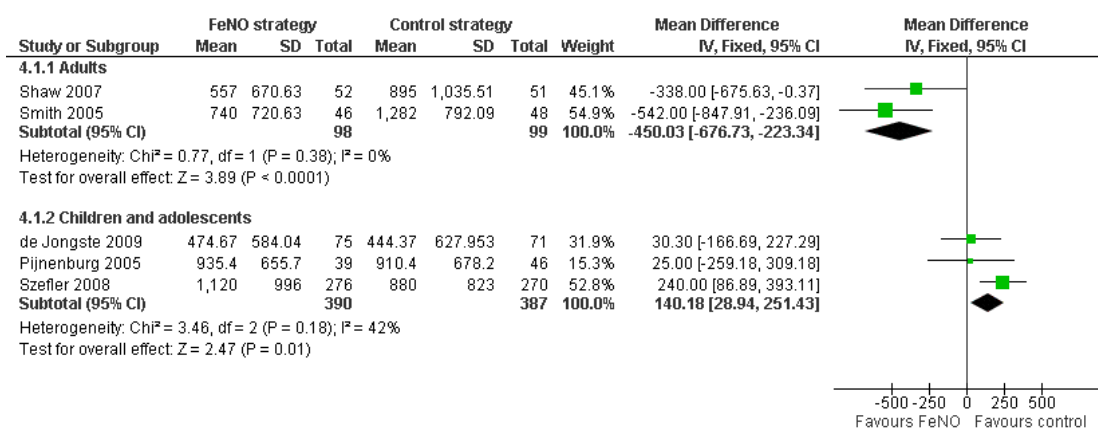 FeNO strategy Control strategy Mean Difference Mean Difference
Study or Subgroup Mean SD Total Mean SD Total Weight IV, Fixed, 95% CI IV, Fixed, 95% CI
4.1.1 Adults
Shaw 2007 557 670.63 52 895 1,035.51 51 45.1% -338.00 [-675.63, -0.37]
Smith 2005 740 720.63 46 1,282 792.09 48 54.9% -542.00 [-847.91, -236.09]
Subtotal (95% CI) 98 99 100.0% -450.03 [-676.73, -223.34]
Heterogeneity: Chi² = 0.77, df = 1 (P = 0.38); I² = 0%
Test for overall effect: Z = 3.89 (P < 0.0001)
4.1.2 Children and adolescents
de Jongste 2009 474.67 584.04 75 444.37 627.953 71 31.9% 30.30 [-166.69, 227.29]
Pijnenburg 2005 935.4 655.7 39 910.4 678.2 46 15.3% 25.00 [-259.18, 309.18]
Szefler 2008 1,120 996 276 880 823 270 52.8% 240.00 [86.89, 393.11]
Subtotal (95% CI) 390 387 100.0% 140.18 [28.94, 251.43]
Heterogeneity: Chi² = 3.46, df = 2 (P = 0.18); I² = 42%
Test for overall effect: Z = 2.47 (P = 0.01)
-500 -250 0 250 500
Favours FeNO Favours control